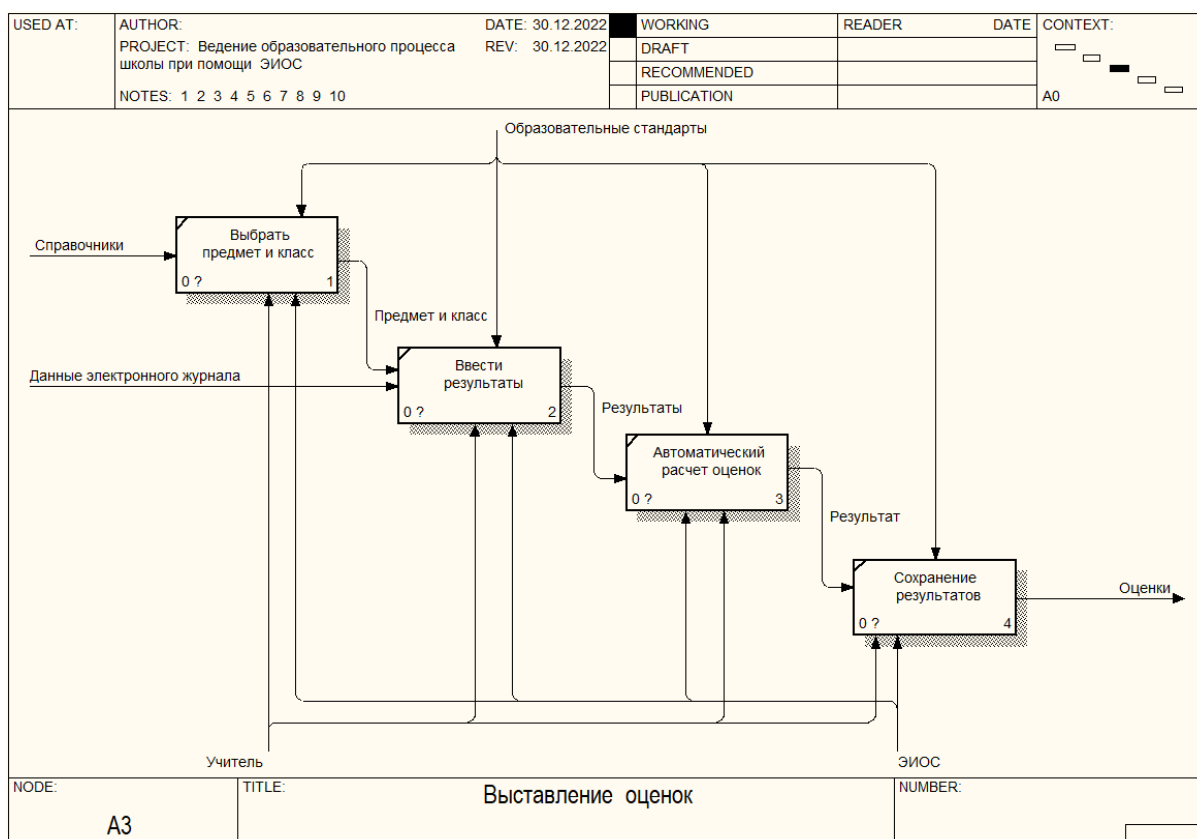 USED AT:
AUTHOR:
DATE: 30.12.2022
PROJECT: Ведение образовательного процесса
школы при помощи ЭИОС
REV: 30.12.2022
NOTES: 1 2 3 4 5 6 7 8 9 10
WORKING
DRAFT
RECOMMENDED
PUBLICATION
READER
DATE
CONTEXT:
A0
Образовательные стандарты
Справочники
Выбрать
предмет и класс
0 ?
1
Предмет и класс
Данные электронного журнала
Ввести
результаты
0 ?
2
Результаты
Автоматический
расчет оценок
0 ?
3
Результат
Сохранение
результатов
0 ?
4
Оценки
Учитель
ЭИОС
NODE:
A3
TITLE:
Выставление оценок
NUMBER: